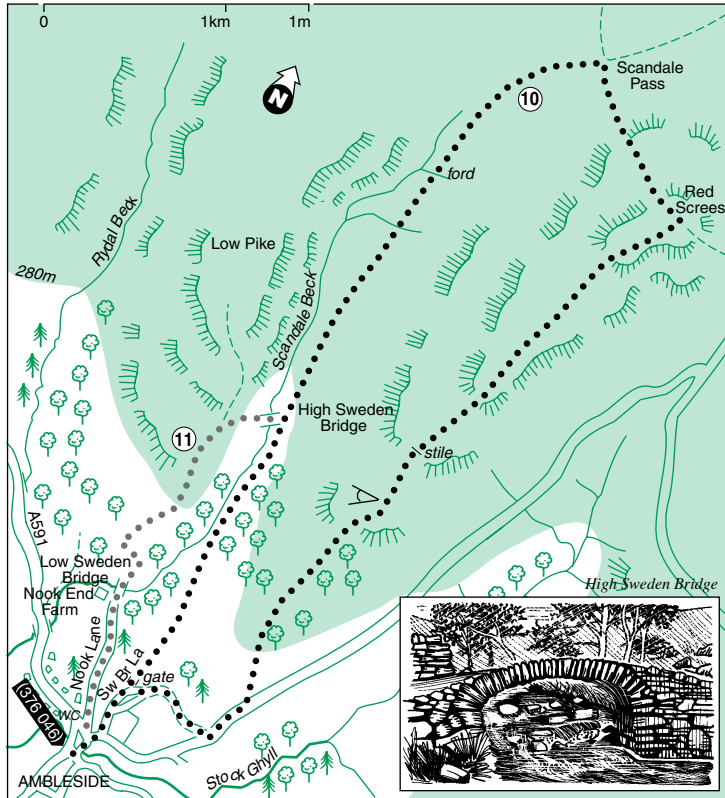 0 1km 1m
N
10
Scandale
Pass
ford
Red
Screes
Rydal Beck
Low Pike
280m
Scandale Beck
High Sweden
Bridge
11
stile
A591
Low Sweden
Bridge
Nook End
Farm
High Sweden Bridge
Nook Lane
Sw Br La
gate
WC
(376 046)
AMBLESIDE
Stock Ghyll